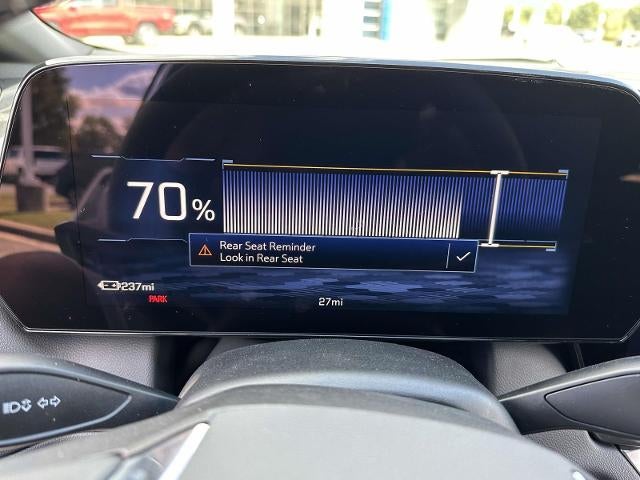 70%
Rear Seat Reminder
Look in Rear Seat
237mi
PARK
27mi